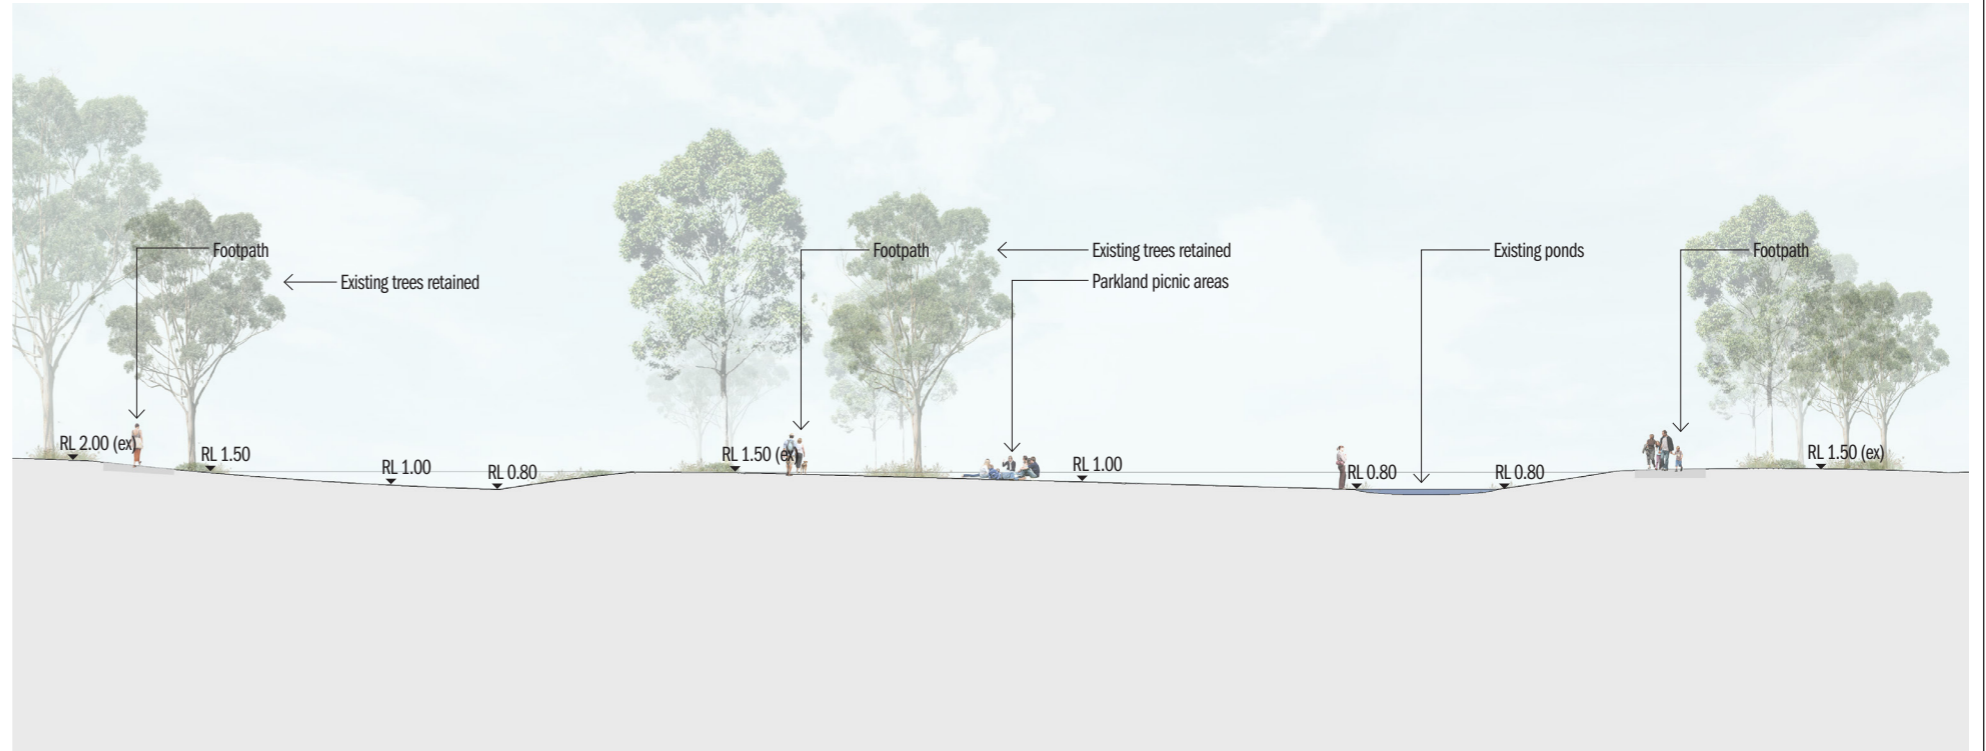 Footpath
Existing trees retained
Footpath
Existing trees retained
Parkland picnic areas
Existing ponds
Footpath
RL 2.00 (ex)
RL 1.50
RL 1.00
RL 0.80
RL 1.50 (ex)
RL 1.00
RL 0.80
RL 0.80
RL 1.50 (ex)